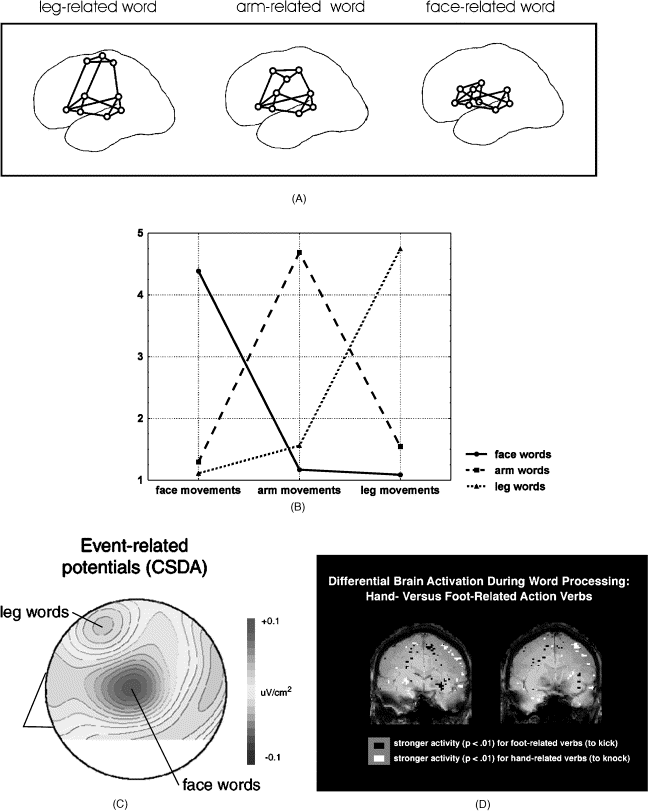 leg-related word
arm-related word
face-related word
(A)
5
4
3
2
1
face movements
arm movements
leg movements
face words
arm words
leg words
(B)
Event-related
potentials (CSDA)
leg words
+0.1
uV/cm²
-0.1
face words
(C)
Differential Brain Activation During Word Processing:
Hand- Versus Foot-Related Action Verbs
stronger activity (p < .01) for foot-related verbs (to kick)
stronger activity (p < .01) for hand-related verbs (to knock)
(D)